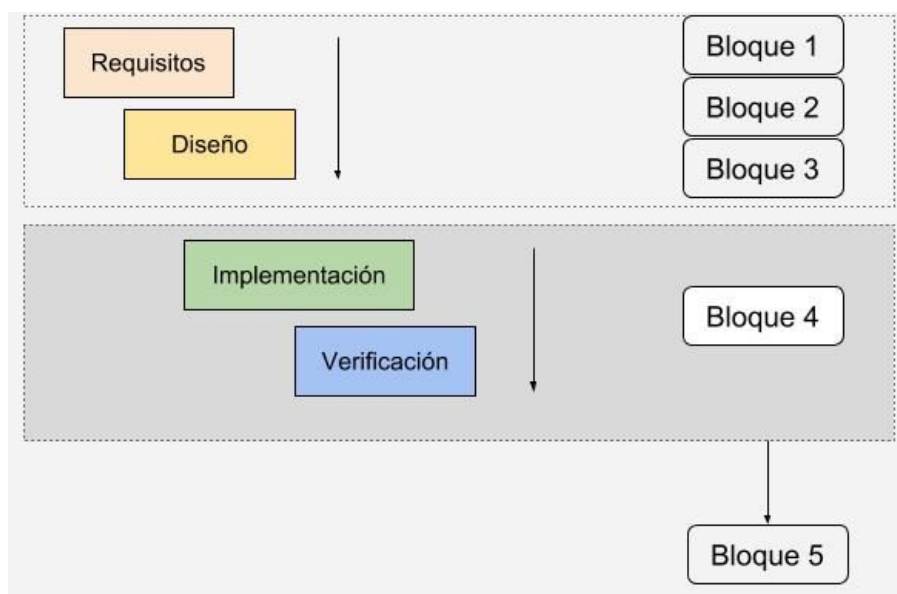 Requisitos
Diseño
Bloque 1
Bloque 2
Bloque 3
Implementación
Verificación
Bloque 4
Bloque 5